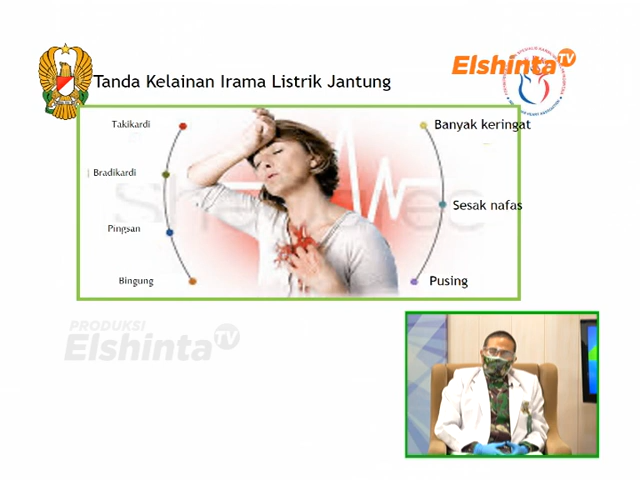 Elshinta TV
Tanda Kelainan Irama Listrik Jantung
Takikardi
Banyak keringat
Bradikardi
Sesak nafas
Pingsan
Bingung
Pusing
PRODUKSI
Elshinta TV